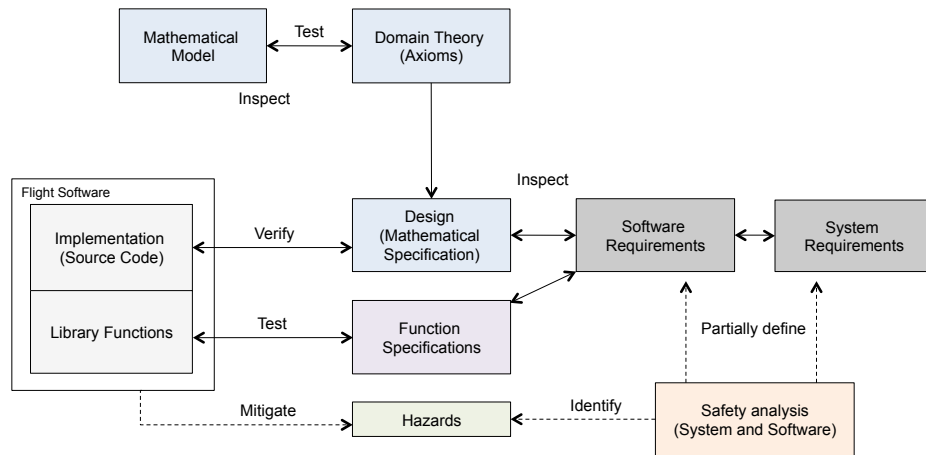 Mathematical
Model
Test
Domain Theory
(Axioms)
Inspect
Flight Software
Implementation
(Source Code)
Library Functions
Verify
Test
Design
(Mathematical
Specification)
Function
Specifications
Inspect
Software
Requirements
System
Requirements
Partially define
Mitigate
Hazards
Identify
Safety analysis
(System and Software)